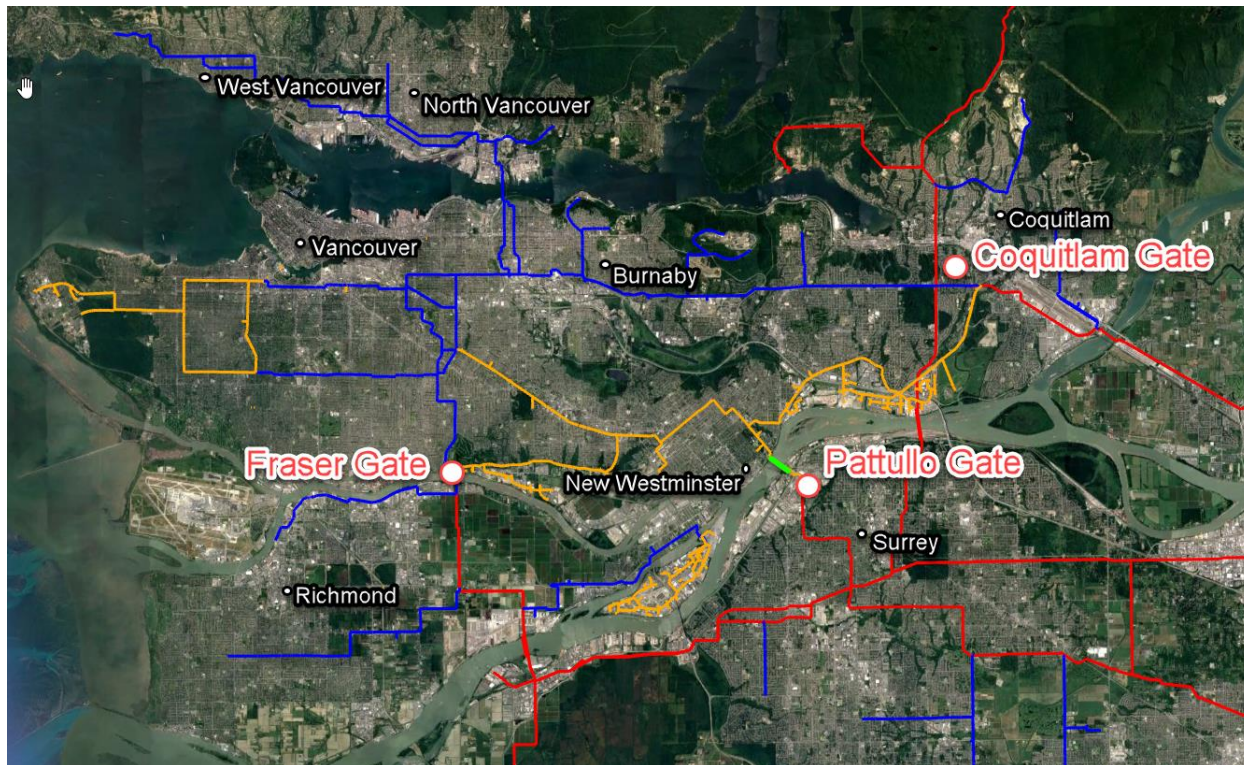 West Vancouver
North Vancouver
Coquitlam
Vancouver
Coquitlam Gate
Burnaby
Fraser Gate
Pattullo Gate
New Westminster
Surrey
Richmond